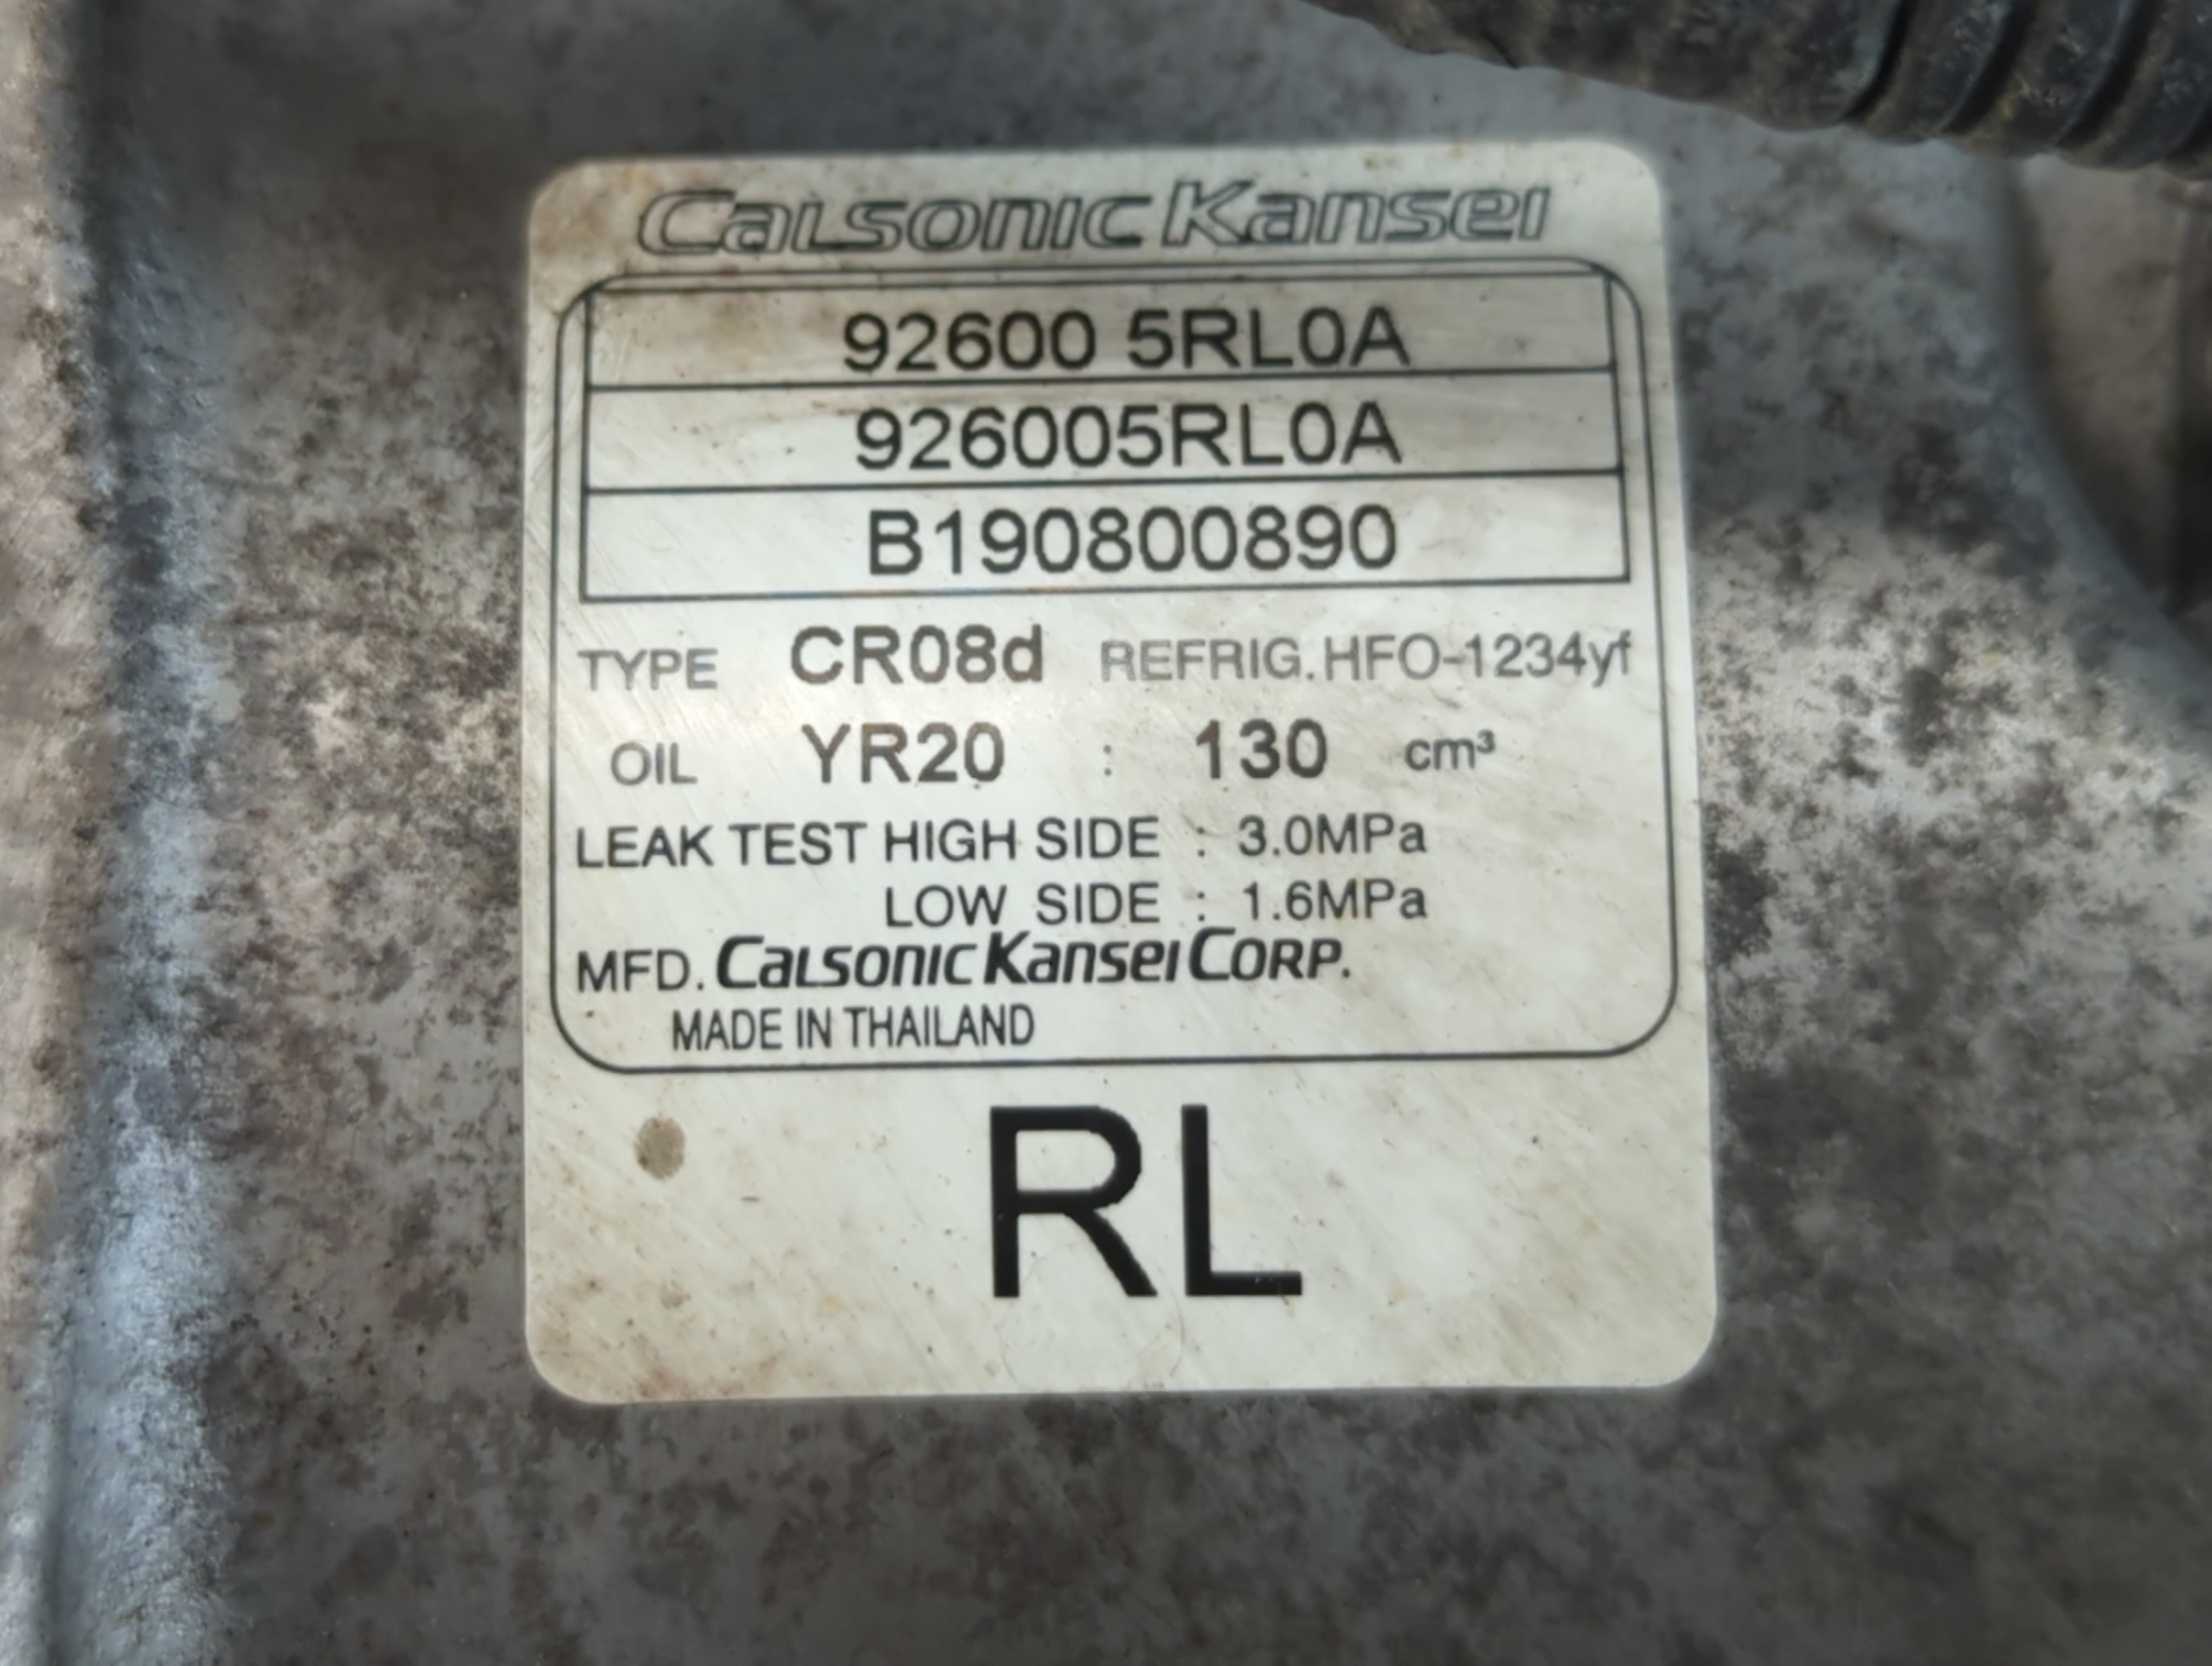 Calsonic Kansei
92600 5RL0A
926005RL0A
B190800890
TYPE CR08d REFRIG. HFO-1234yf
OIL YR20 : 130 cm³
LEAK TEST HIGH SIDE : 3.0MPa
LOW SIDE : 1.6MPa
MFD. Calsonic Kansei Corp.
MADE IN THAILAND
RL